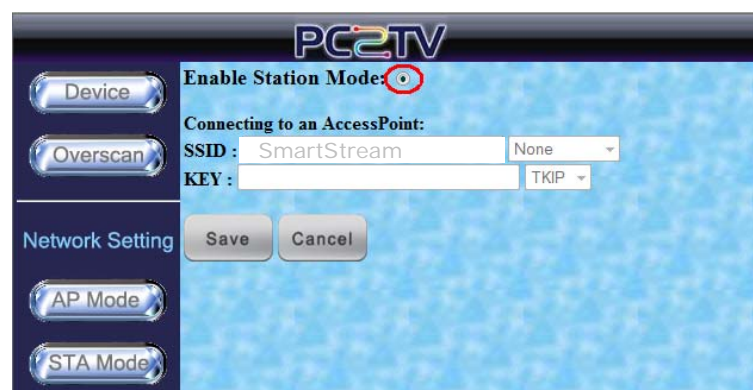 PC2TV
Device
Overscan
Network Setting
AP Mode
STA Mode
Enable Station Mode:
Connecting to an AccessPoint:
SSID : SmartStream None
KEY : TKIP
Save Cancel